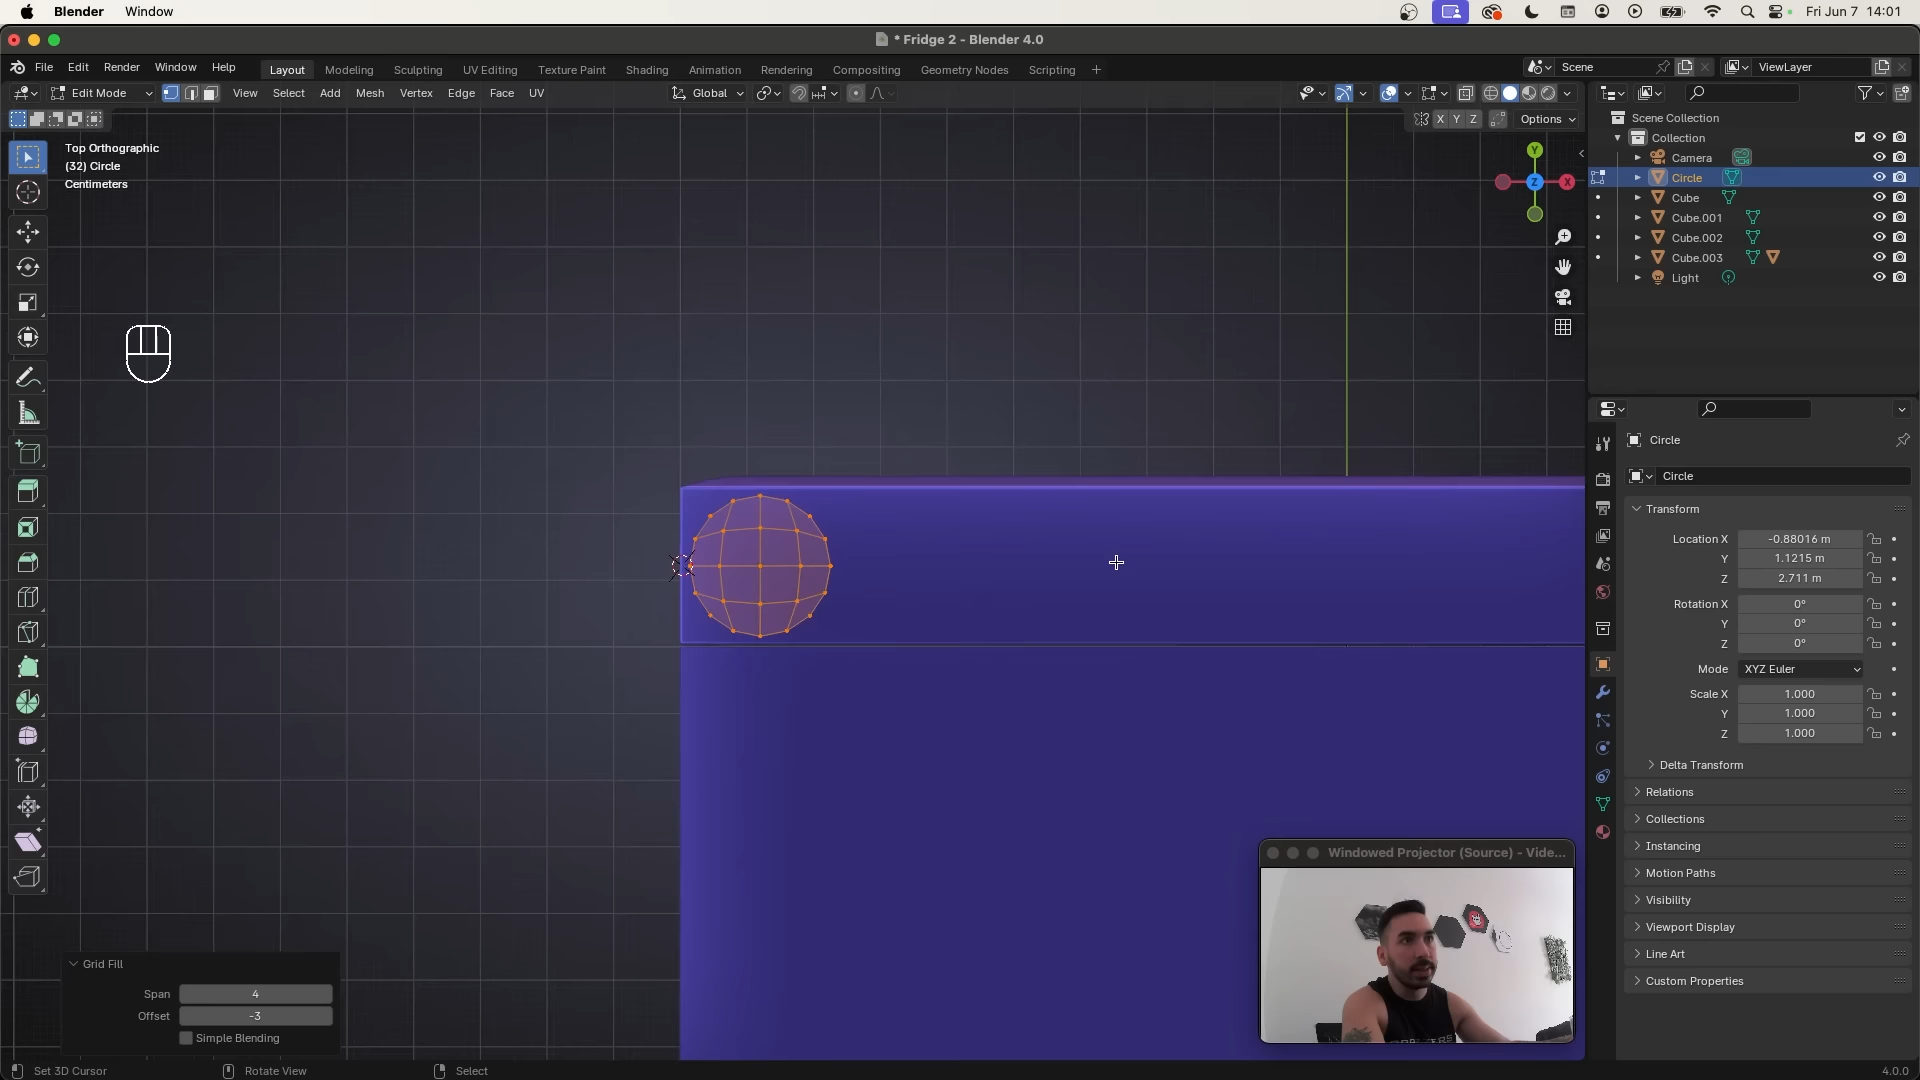 Blender Window Fri Jun 7 14:01
* Fridge 2 - Blender 4.0
File Edit Render Window Help Layout Modeling Sculpting UV Editing Texture Paint Shading Animation Rendering Compositing Geometry Nodes Scripting + Scene ViewLayer
Edit Mode View Select Add Mesh Vertex Edge Face UV Global
X Y Z Options
Top Orthographic
(32) Circle
Centimeters
Y
Z X
Scene Collection
Collection
Camera
Circle
Cube
Cube.001
Cube.002
Cube.003
Light
Circle
Circle
Transform
Location X -0.88016 m
Y 1.1215 m
Z 2.711 m
Rotation X 0°
Y 0°
Z 0°
Mode XYZ Euler
Scale X 1.000
Y 1.000
Z 1.000
Delta Transform
Relations
Collections
Instancing
Motion Paths
Visibility
Viewport Display
Line Art
Custom Properties
Windowed Projector (Source) - Vide...
Grid Fill
Span 4
Offset -3
Simple Blending
Set 3D Cursor Rotate View Select 4.0.0